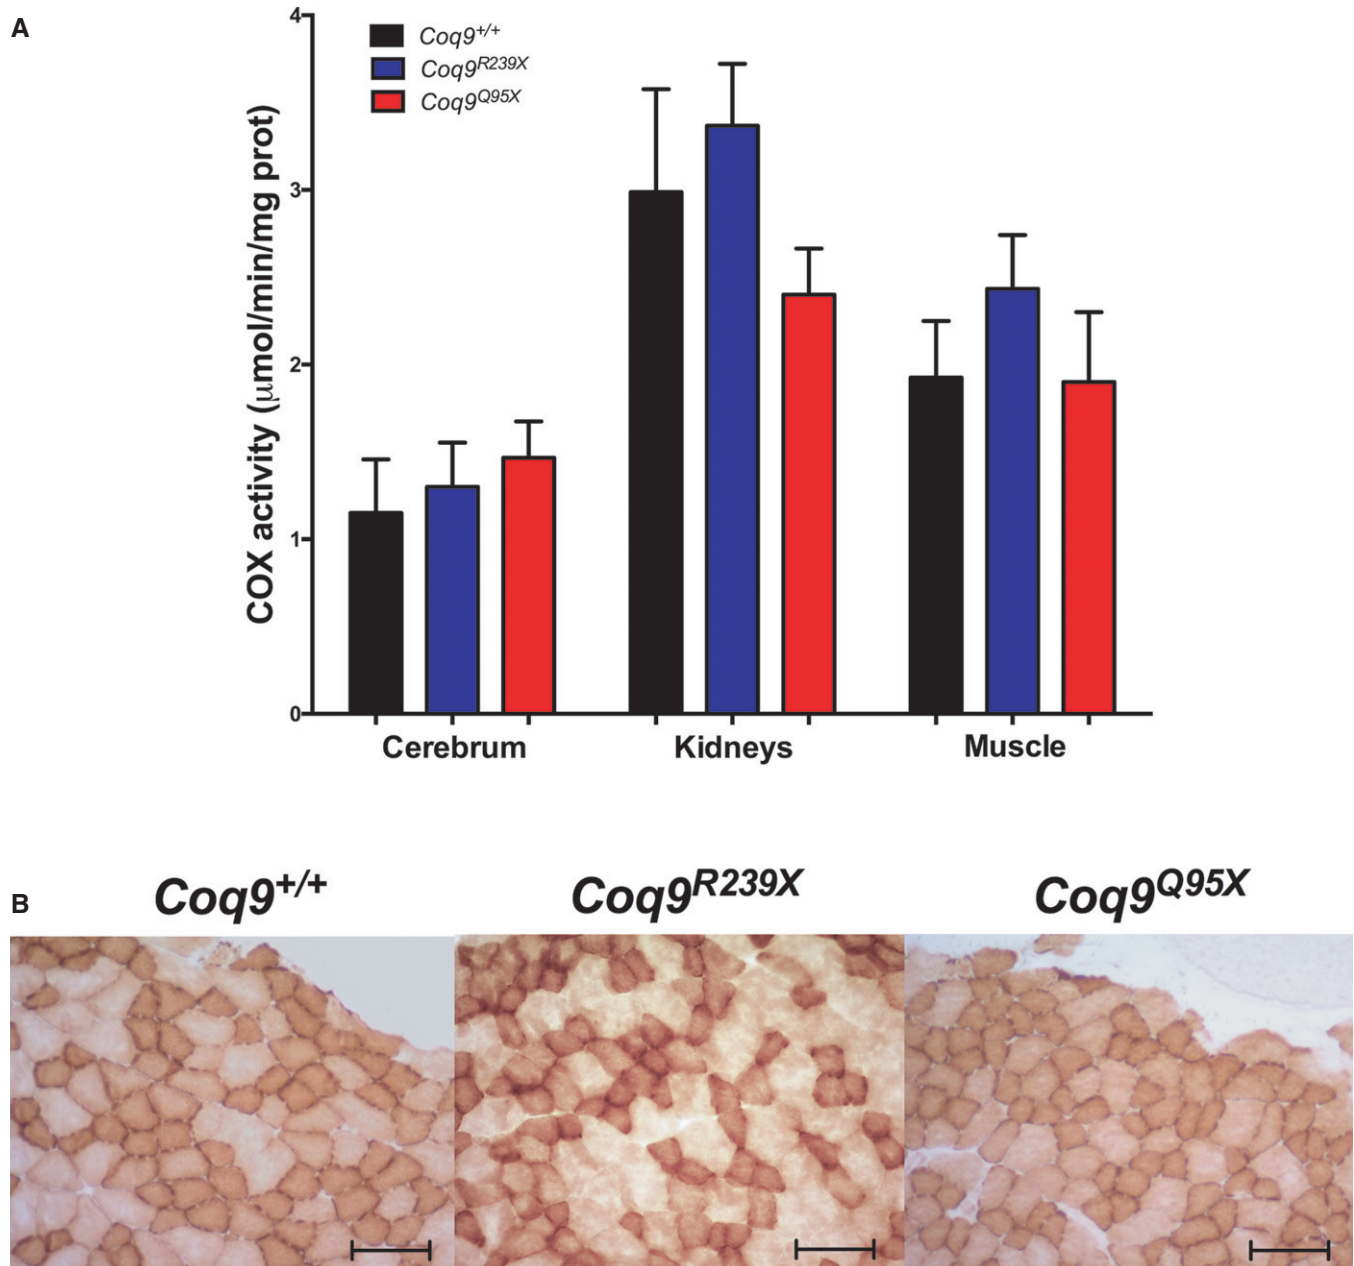 A
4
3
2
1
0
COX activity (μmol/min/mg prot)
Coq9+/+
Coq9R239X
Coq9Q95X
Cerebrum Kidneys Muscle
B
Coq9+/+ Coq9R239X Coq9Q95X